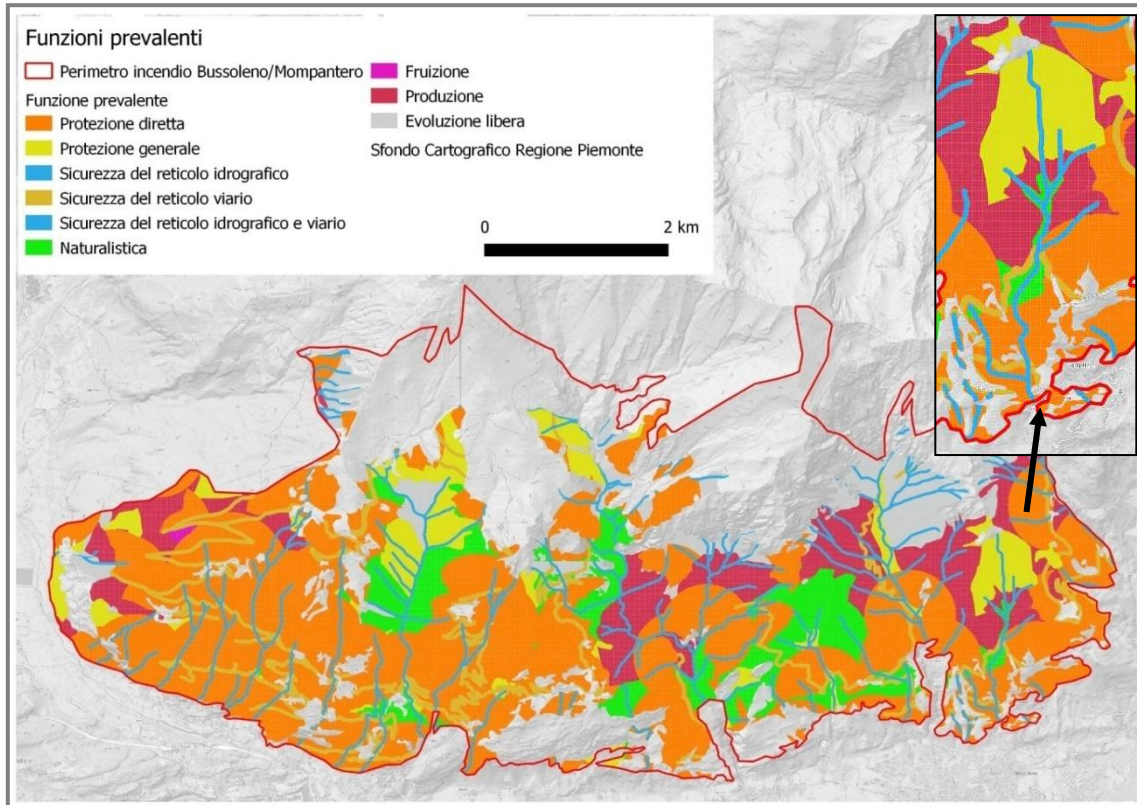 Funzioni prevalenti
Perimetro incendio Bussoleno/Mompantero
Funzione prevalente
Protezione diretta
Protezione generale
Sicurezza del reticolo idrografico
Sicurezza del reticolo viario
Sicurezza del reticolo idrografico e viario
Naturalistica
Fruizione
Produzione
Evoluzione libera
Sfondo Cartografico Regione Piemonte
0 2 km